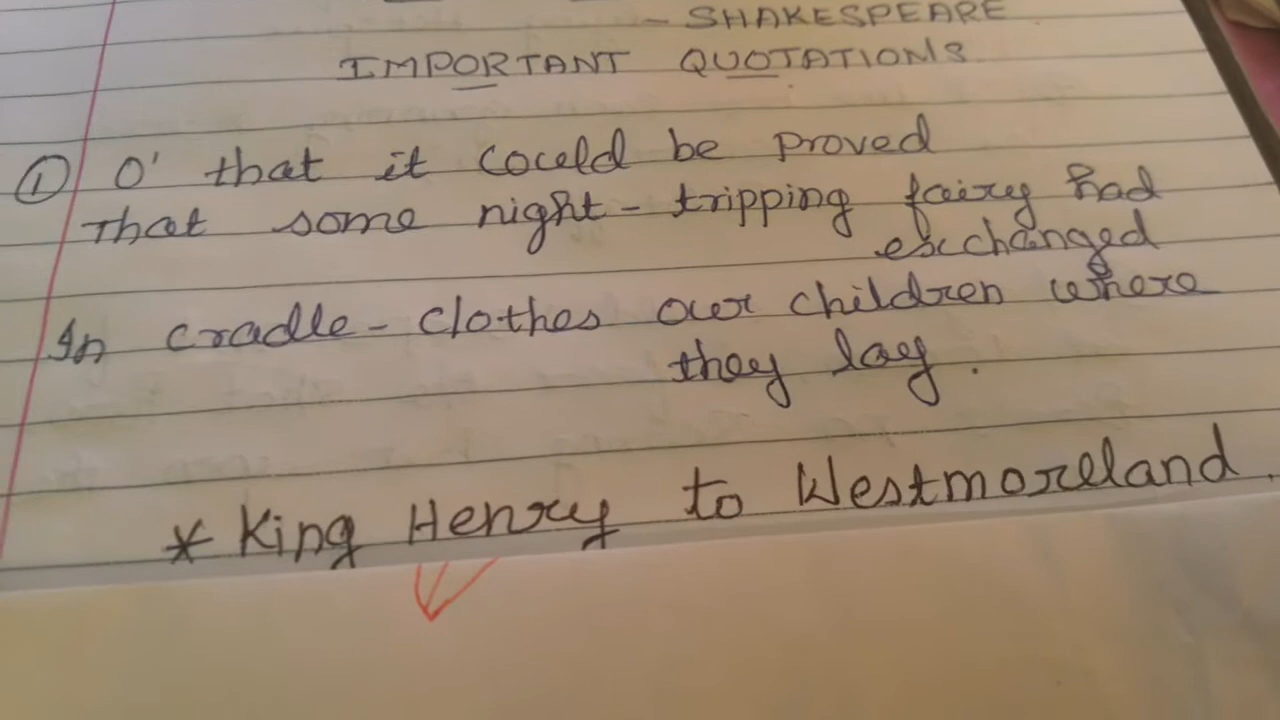 - SHAKESPEARE
IMPORTANT QUOTATIONS
① O' that it could be proved
That some night-tripping fairy had
exchanged
In cradle-clothes our children where
they lay.
* King Henry to Westmoreland.